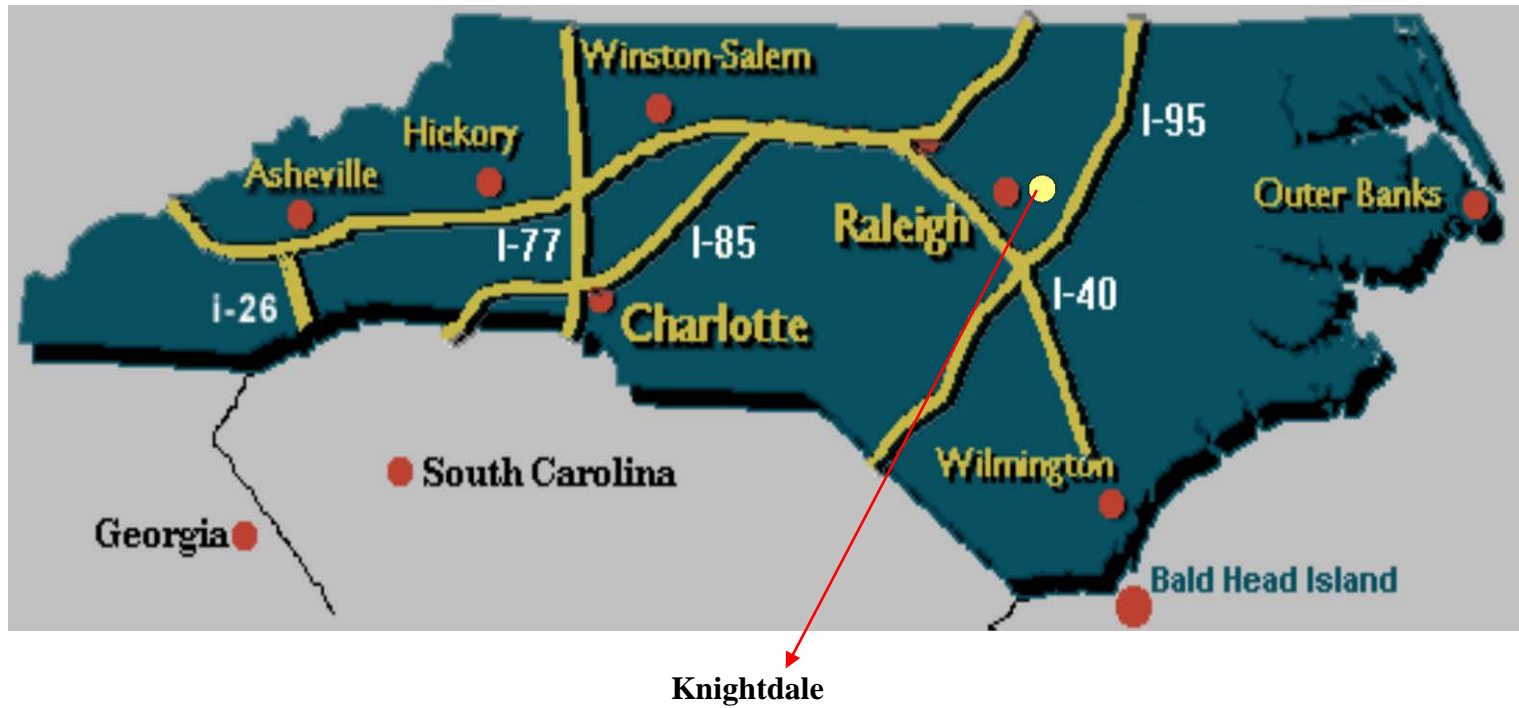 Winston-Salem
I-95
Hickory
Asheville
Outer Banks
Raleigh
I-77
I-85
I-40
i-26
Charlotte
Wilmington
South Carolina
Georgia
Bald Head Island
Knightdale